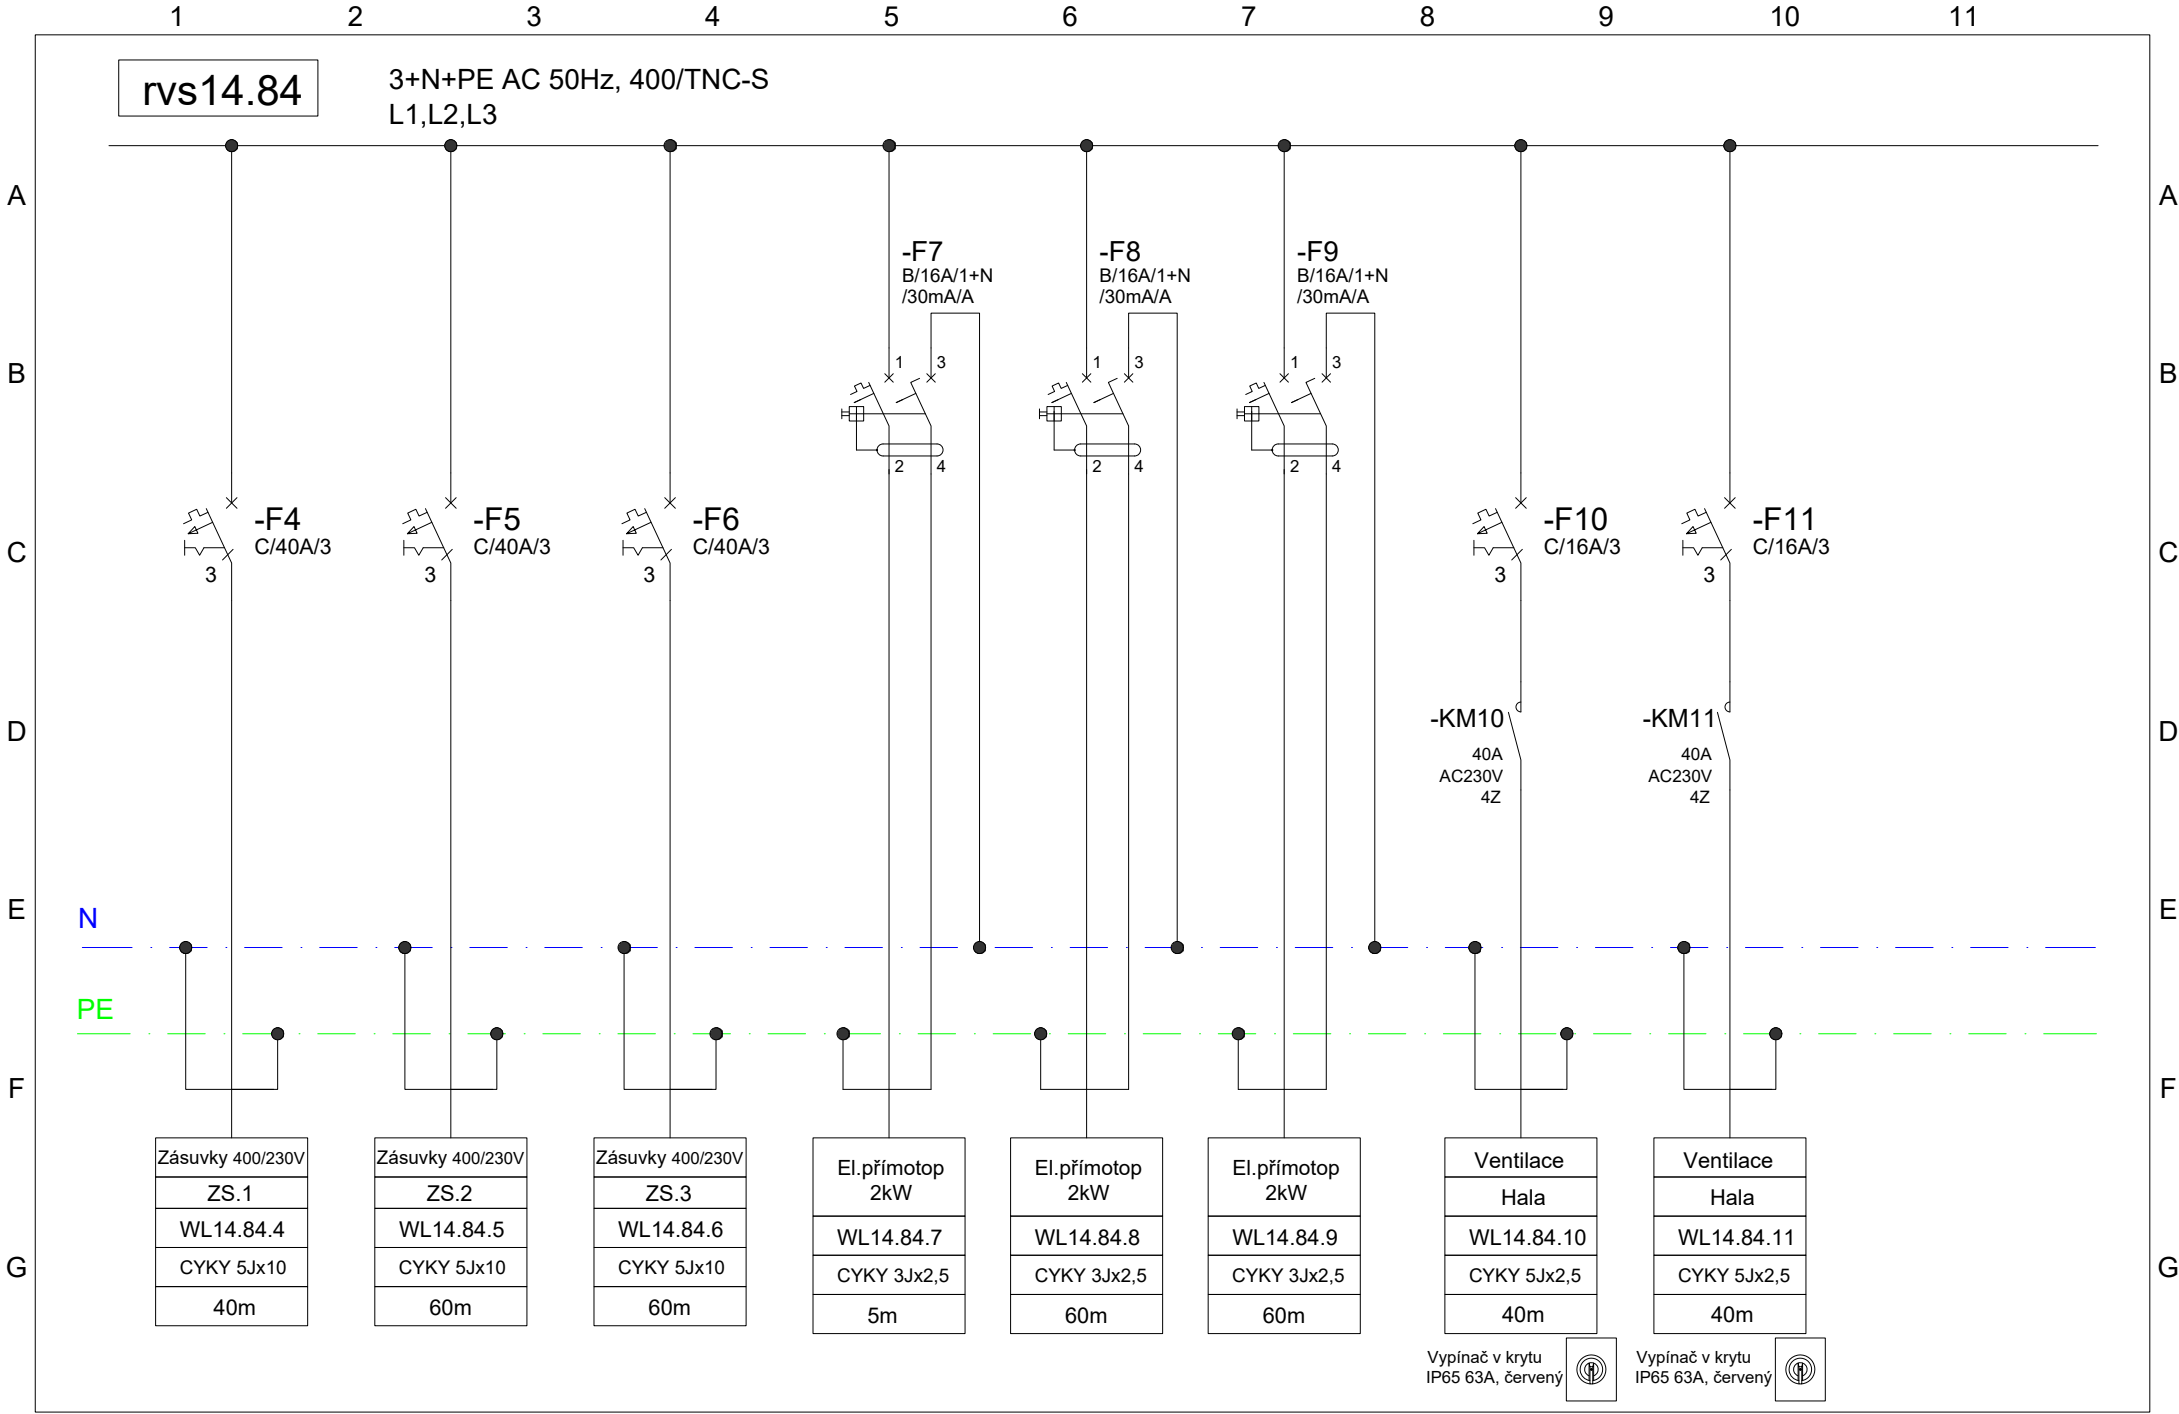 1 2 3 4 5 6 7 8 9 10 11
rvs14.84
3+N+PE AC 50Hz, 400/TNC-S
L1,L2,L3
A A
-F7
B/16A/1+N
/30mA/A
-F8
B/16A/1+N
/30mA/A
-F9
B/16A/1+N
/30mA/A
B B
1 3
2 4
1 3
2 4
1 3
2 4
C C
-F4
C/40A/3
3
-F5
C/40A/3
3
-F6
C/40A/3
3
-F10
C/16A/3
3
-F11
C/16A/3
3
D D
-KM10
40A
AC230V
4Z
-KM11
40A
AC230V
4Z
E E
N
PE
F F
G G
Zásuvky 400/230V
ZS.1
WL14.84.4
CYKY 5Jx10
40m
Zásuvky 400/230V
ZS.2
WL14.84.5
CYKY 5Jx10
60m
Zásuvky 400/230V
ZS.3
WL14.84.6
CYKY 5Jx10
60m
El.přímotop
2kW
WL14.84.7
CYKY 3Jx2,5
5m
El.přímotop
2kW
WL14.84.8
CYKY 3Jx2,5
60m
El.přímotop
2kW
WL14.84.9
CYKY 3Jx2,5
60m
Ventilace
Hala
WL14.84.10
CYKY 5Jx2,5
40m
Vypínač v krytu
IP65 63A, červený
Ventilace
Hala
WL14.84.11
CYKY 5Jx2,5
40m
Vypínač v krytu
IP65 63A, červený